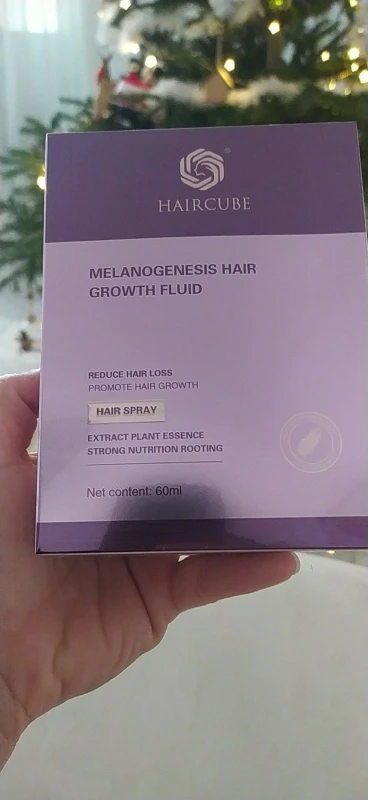 HAIRCUBE
MELANOGENESIS HAIR
GROWTH FLUID
REDUCE HAIR LOSS
PROMOTE HAIR GROWTH
HAIR SPRAY
EXTRACT PLANT ESSENCE
STRONG NUTRITION ROOTING
Net content: 60ml